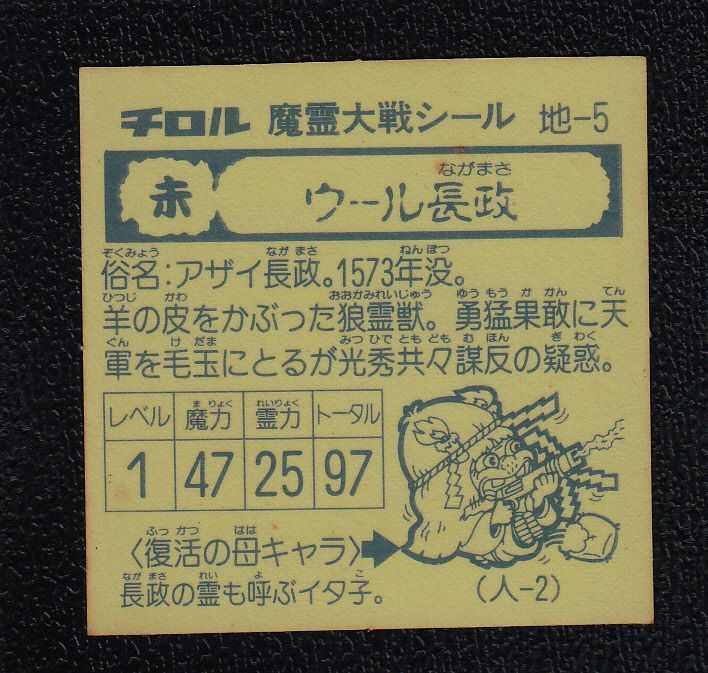 チロル 魔霊大戦シール 地-5
ながまさ
赤 ウール長政
ぞくみょう ながまさ ねんぼつ
俗名:アザイ長政。1573年没。
ひつじ かわ おおかみれいじゅう ゆうもうかかん てん
羊の皮をかぶった狼霊獣。勇猛果敢に天
ぐん けだま みつひでともども むほん ぎわく
軍を毛玉にとるが光秀共々謀反の疑惑。
まりょく れいりょく
レベル 魔力 霊力 トータル
1 47 25 97
ふっかつ はは
〈復活の母キャラ〉
ながまさ れい よ こ
長政の霊も呼ぶイタ子。
(人-2)